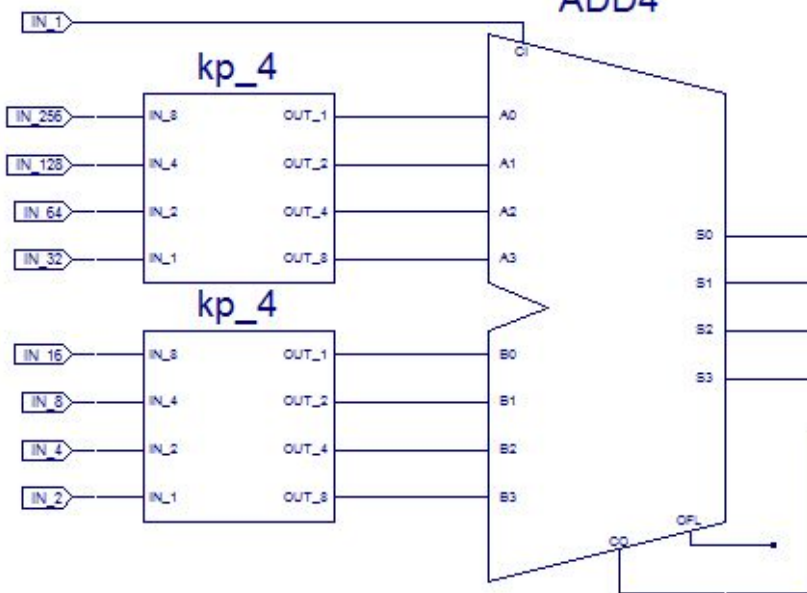 ADD4
IN_1
CI
kp_4
IN_256 IN_8 OUT_1 A0
IN_128 IN_4 OUT_2 A1
IN_64 IN_2 OUT_4 A2
IN_32 IN_1 OUT_8 A3
S0
S1
kp_4
S2
IN_16 IN_8 OUT_1 B0
S3
IN_8 IN_4 OUT_2 B1
IN_4 IN_2 OUT_4 B2
IN_2 IN_1 OUT_8 B3
OFL
CO